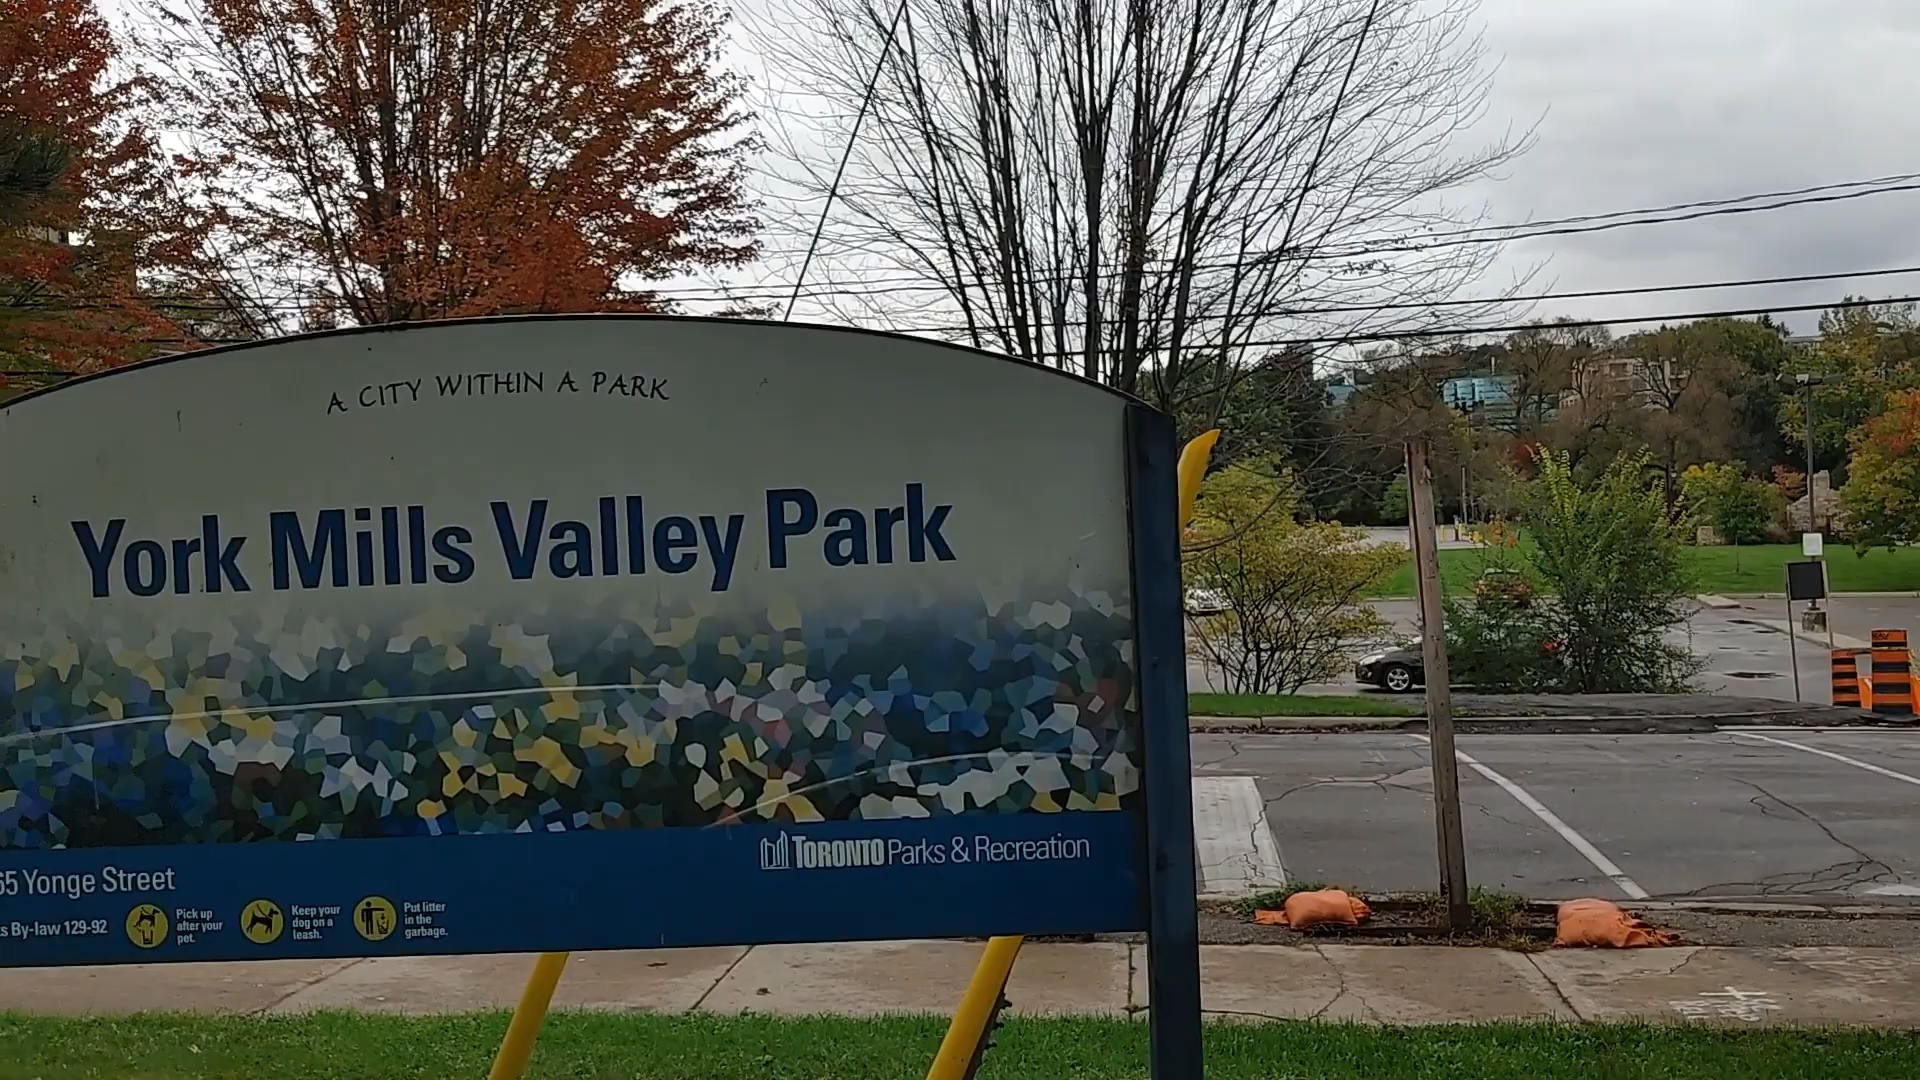 A CITY WITHIN A PARK
York Mills Valley Park
TORONTO Parks & Recreation
65 Yonge Street
By-law 129-92
Pick up
after your
pet.
Keep your
dog on a
leash.
Put litter
in the
garbage.